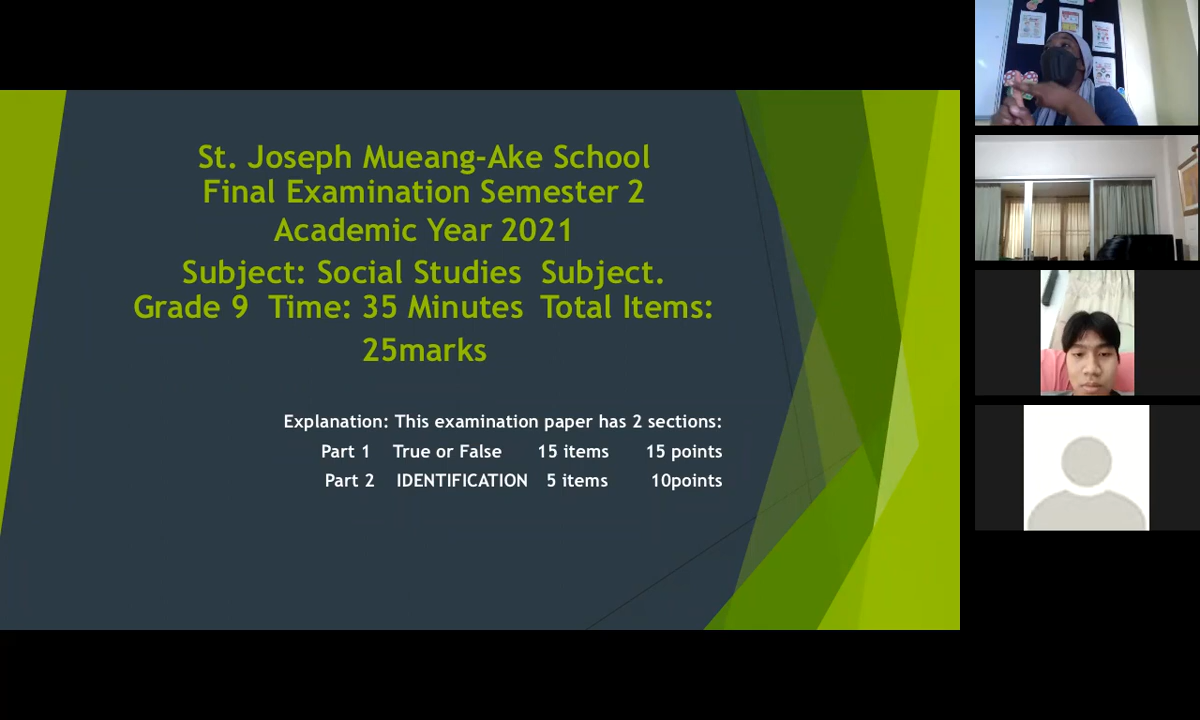 St. Joseph Mueang-Ake School
Final Examination Semester 2
Academic Year 2021
Subject: Social Studies Subject.
Grade 9 Time: 35 Minutes Total Items:
25marks
Explanation: This examination paper has 2 sections:
Part 1 True or False 15 items 15 points
Part 2 IDENTIFICATION 5 items 10points